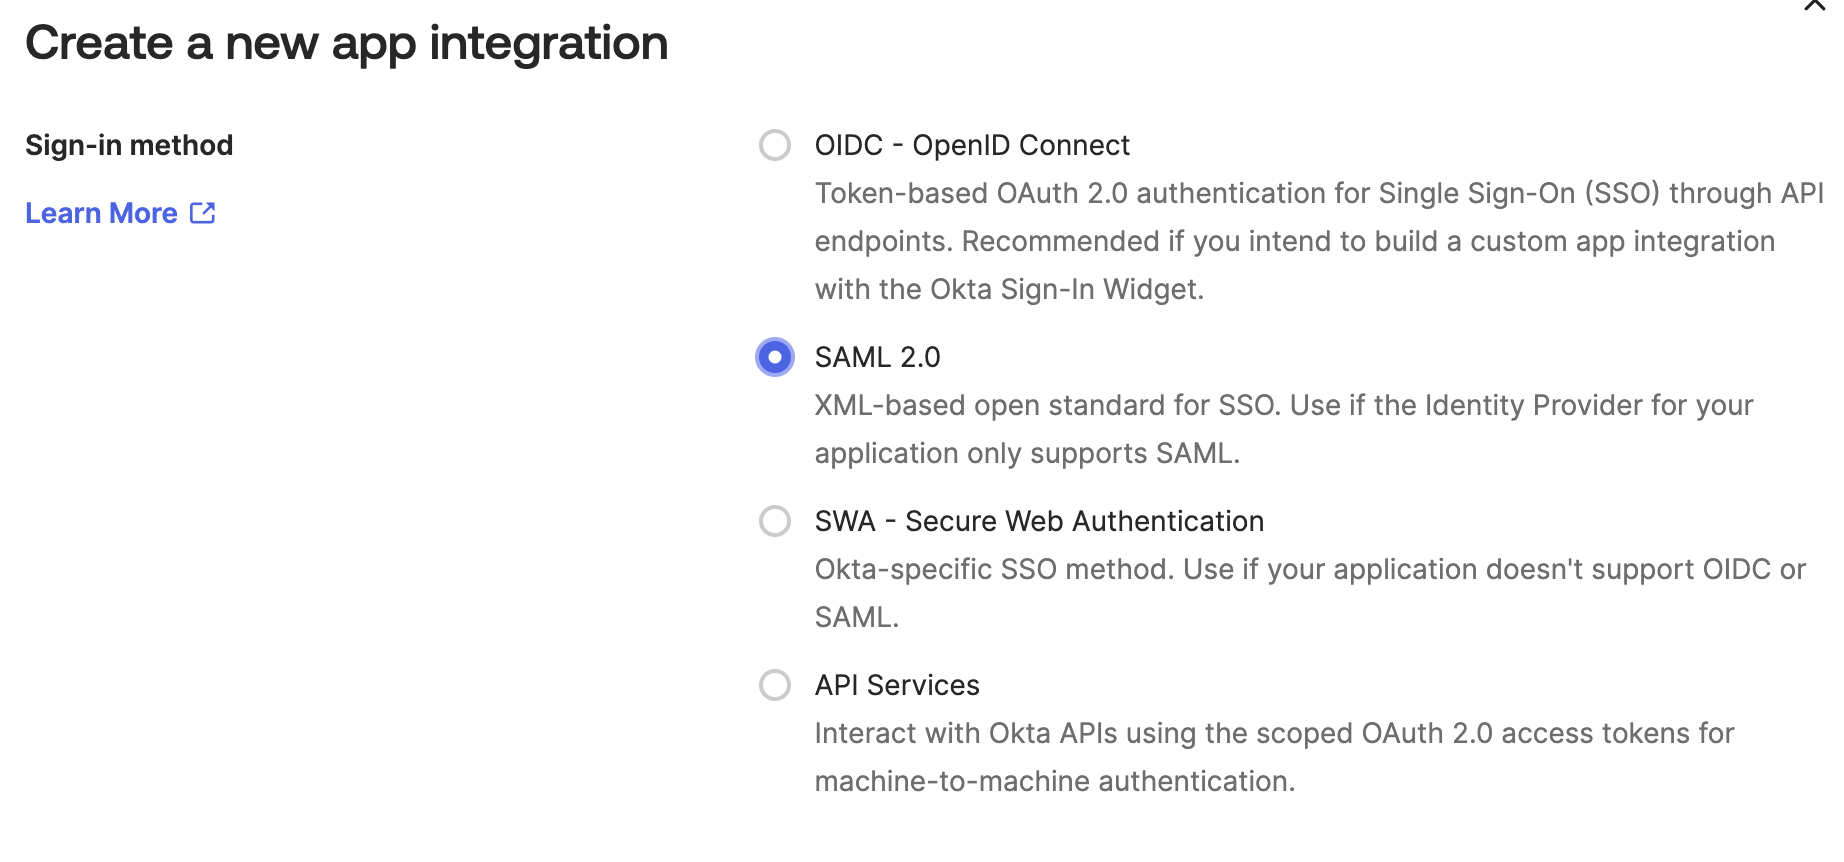 Create a new app integration
Sign-in method
Learn More
OIDC - OpenID Connect
Token-based OAuth 2.0 authentication for Single Sign-On (SSO) through API
endpoints. Recommended if you intend to build a custom app integration
with the Okta Sign-In Widget.
SAML 2.0
XML-based open standard for SSO. Use if the Identity Provider for your
application only supports SAML.
SWA - Secure Web Authentication
Okta-specific SSO method. Use if your application doesn't support OIDC or
SAML.
API Services
Interact with Okta APIs using the scoped OAuth 2.0 access tokens for
machine-to-machine authentication.